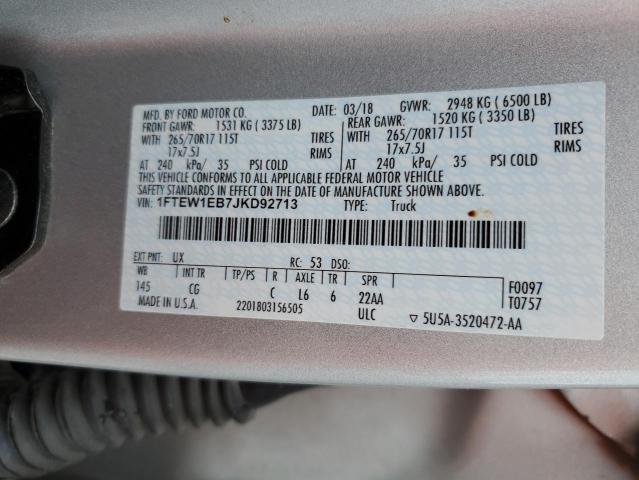 MFD. BY FORD MOTOR CO.
DATE: 03/18 GVWR: 2948 KG ( 6500 LB)
FRONT GAWR: 1531 KG ( 3375 LB) REAR GAWR: 1520 KG ( 3350 LB)
WITH 265/70R17 115T TIRES WITH 265/70R17 115T TIRES
17x7.5J RIMS 17x7.5J RIMS
AT 240 kPa/ 35 PSI COLD AT 240 kPa/ 35 PSI COLD
THIS VEHICLE CONFORMS TO ALL APPLICABLE FEDERAL MOTOR VEHICLE
SAFETY STANDARDS IN EFFECT ON THE DATE OF MANUFACTURE SHOWN ABOVE.
VIN: 1FTEW1EB7JKD92713 TYPE: Truck
EXT PNT: UX RC: 53 DSO:
WB INT TR TP/PS R AXLE TR SPR
145 CG C L6 6 22AA
F0097
T0757
MADE IN U.S.A. 2201803156505 ULC ▽ 5U5A-3520472-AA